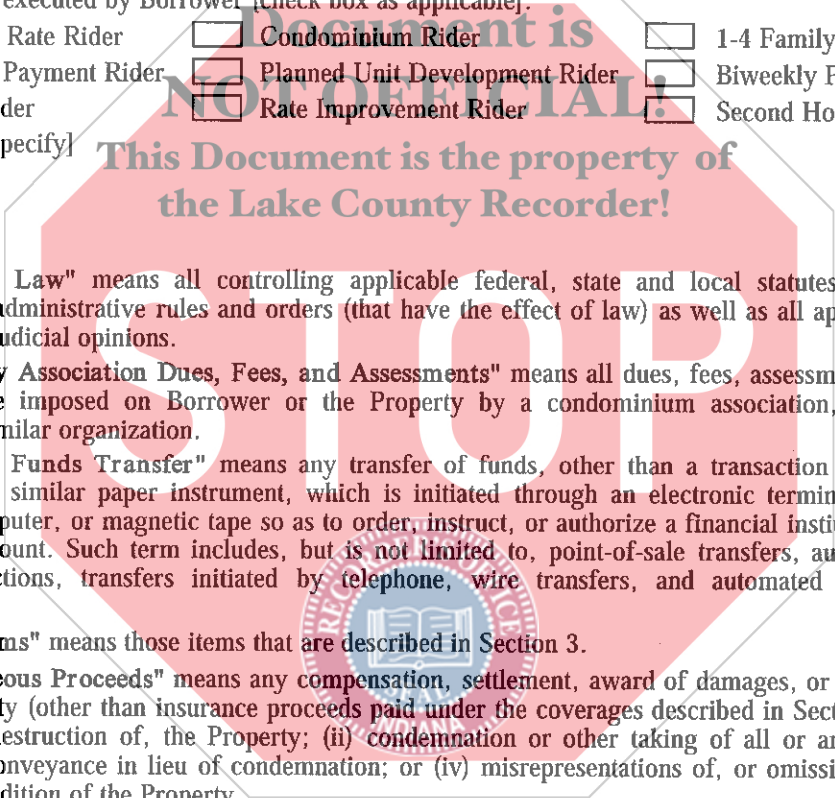 executed by Borrower [check box as applicable]:
Rate Rider Condominium Rider 1-4 Family
Payment Rider Planned Unit Development Rider Biweekly P
der Rate Improvement Rider Second Ho
pecify]
Document is
NOT OFFICIAL!
This Document is the property of
the Lake County Recorder!
STOP
Law" means all controlling applicable federal, state and local statutes
dministrative rules and orders (that have the effect of law) as well as all ap
udicial opinions.
y Association Dues, Fees, and Assessments" means all dues, fees, assessm
e imposed on Borrower or the Property by a condominium association,
milar organization.
Funds Transfer" means any transfer of funds, other than a transaction
similar paper instrument, which is initiated through an electronic termin
puter, or magnetic tape so as to order, instruct, or authorize a financial insti
ount. Such term includes, but is not limited to, point-of-sale transfers, au
ctions, transfers initiated by telephone, wire transfers, and automated
ms" means those items that are described in Section 3.
eous Proceeds" means any compensation, settlement, award of damages, or
ty (other than insurance proceeds paid under the coverages described in Sect
estruction of, the Property; (ii) condemnation or other taking of all or an
onveyance in lieu of condemnation; or (iv) misrepresentations of, or omissi
dition of the Property.
RECORDER'S OFFICE
SEAL
INDIANA